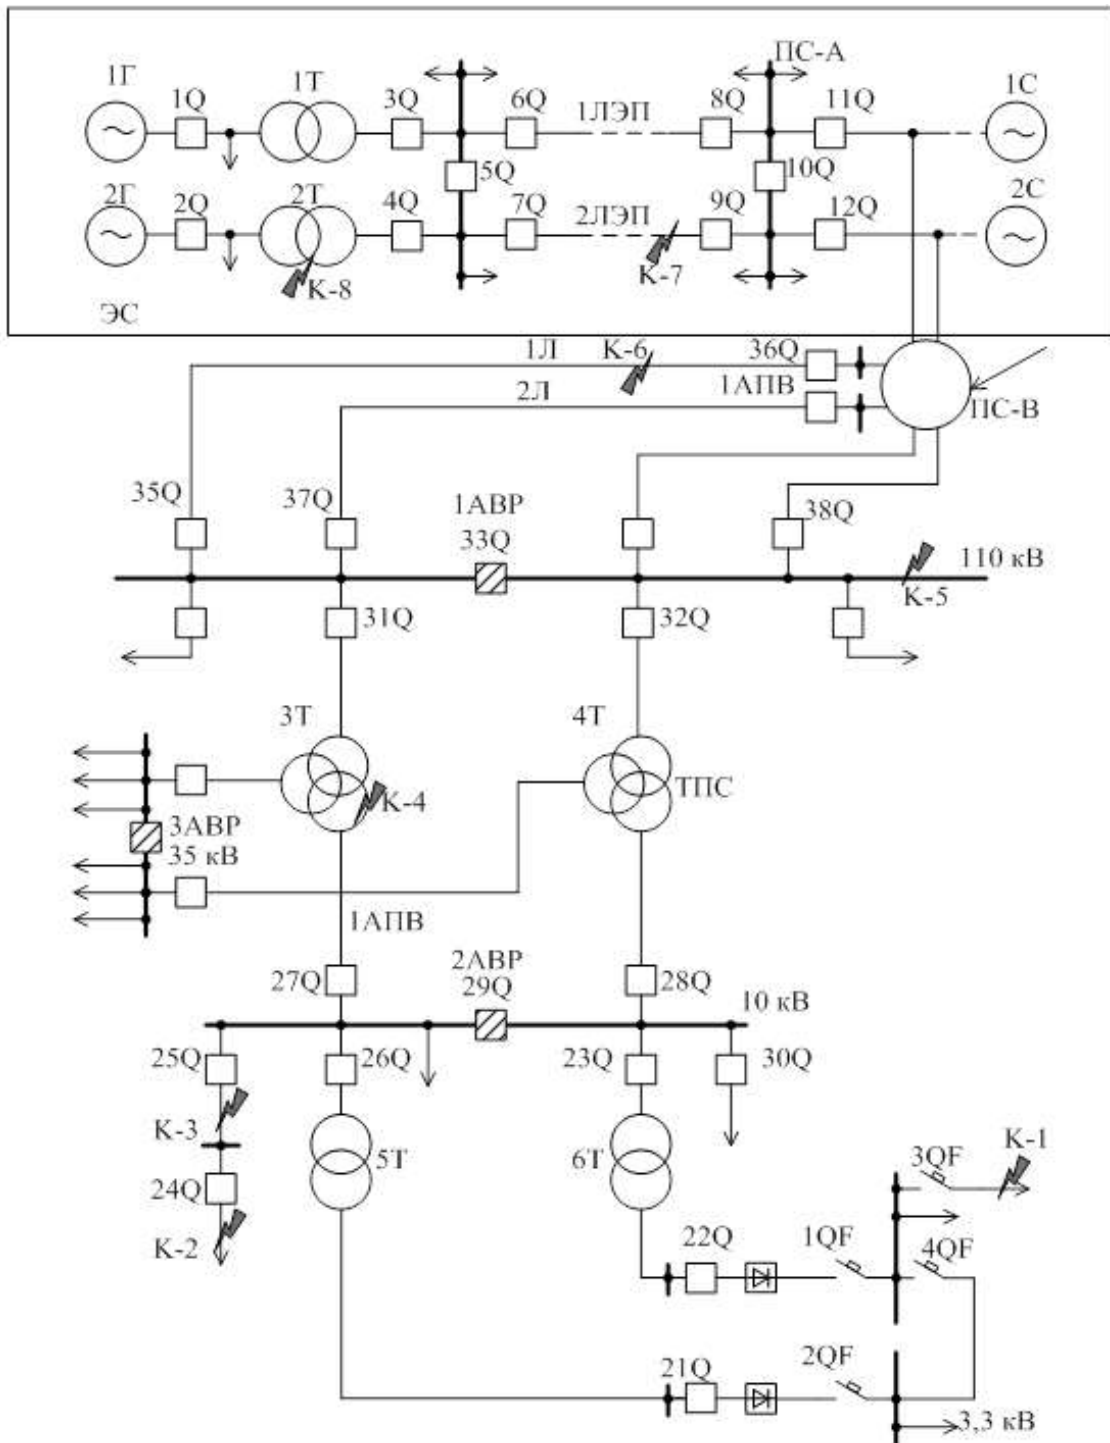 ПС-А
1Г
1Т
1С
1Q
3Q
6Q
1ЛЭП
8Q
11Q
5Q
10Q
2Г
2Q
2Т
4Q
7Q
2ЛЭП
9Q
12Q
2С
К-8
К-7
ЭС
1Л
К-6
36Q
2Л
1АПВ
ПС-В
35Q
37Q
1АВР
38Q
33Q
110 кВ
К-5
31Q
32Q
3Т
4Т
К-4
ТПС
3АВР
35 кВ
1АПВ
27Q
2АВР
29Q
28Q
10 кВ
25Q
26Q
23Q
30Q
К-3
5Т
6Т
3QF
К-1
24Q
К-2
22Q
1QF
4QF
21Q
2QF
3,3 кВ